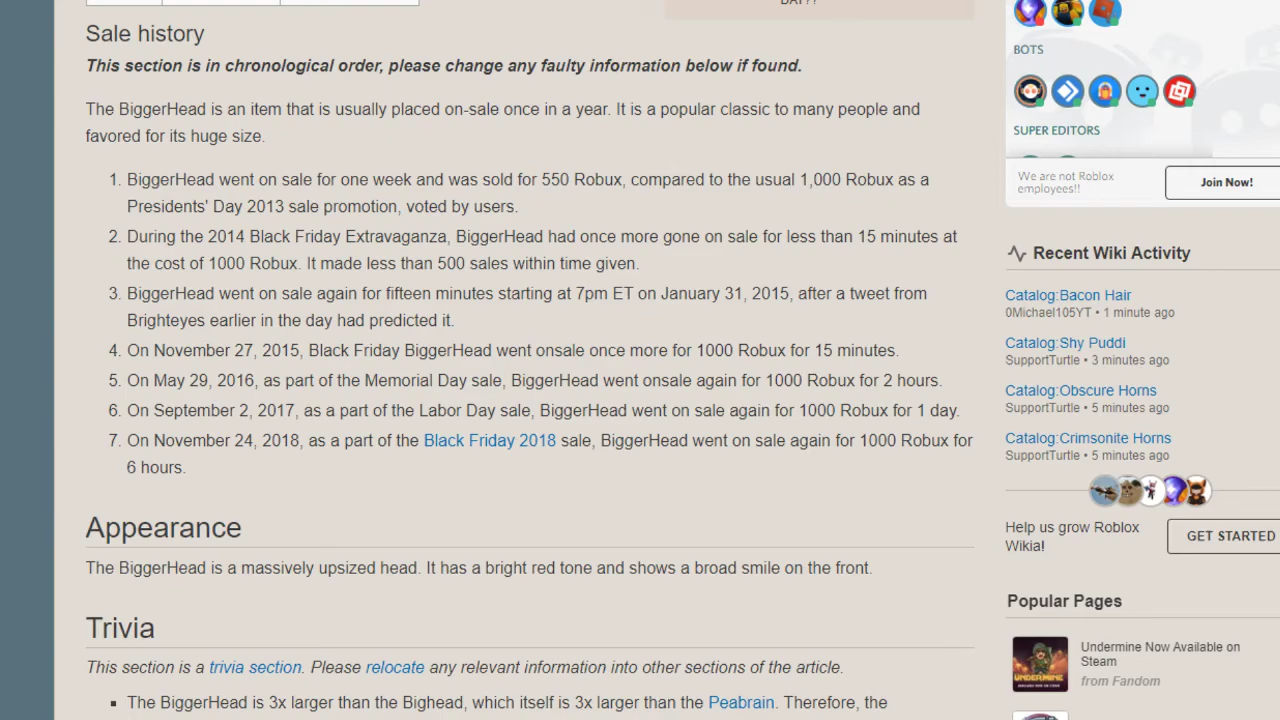 DAY??
Sale history
This section is in chronological order, please change any faulty information below if found.
The BiggerHead is an item that is usually placed on-sale once in a year. It is a popular classic to many people and
favored for its huge size.
1. BiggerHead went on sale for one week and was sold for 550 Robux, compared to the usual 1,000 Robux as a
Presidents' Day 2013 sale promotion, voted by users.
2. During the 2014 Black Friday Extravaganza, BiggerHead had once more gone on sale for less than 15 minutes at
the cost of 1000 Robux. It made less than 500 sales within time given.
3. BiggerHead went on sale again for fifteen minutes starting at 7pm ET on January 31, 2015, after a tweet from
Brighteyes earlier in the day had predicted it.
4. On November 27, 2015, Black Friday BiggerHead went onsale once more for 1000 Robux for 15 minutes.
5. On May 29, 2016, as part of the Memorial Day sale, BiggerHead went onsale again for 1000 Robux for 2 hours.
6. On September 2, 2017, as a part of the Labor Day sale, BiggerHead went on sale again for 1000 Robux for 1 day.
7. On November 24, 2018, as a part of the Black Friday 2018 sale, BiggerHead went on sale again for 1000 Robux for
6 hours.
Appearance
The BiggerHead is a massively upsized head. It has a bright red tone and shows a broad smile on the front.
Trivia
This section is a trivia section. Please relocate any relevant information into other sections of the article.
The BiggerHead is 3x larger than the Bighead, which itself is 3x larger than the Peabrain. Therefore, the
BOTS
SUPER EDITORS
We are not Roblox
employees!!
Join Now!
Recent Wiki Activity
Catalog:Bacon Hair
0Michael105YT • 1 minute ago
Catalog:Shy Puddi
SupportTurtle • 3 minutes ago
Catalog:Obscure Horns
SupportTurtle • 5 minutes ago
Catalog:Crimsonite Horns
SupportTurtle • 5 minutes ago
Help us grow Roblox
Wikia!
GET STARTED
Popular Pages
UNDERMINE
Undermine Now Available on
Steam
from Fandom